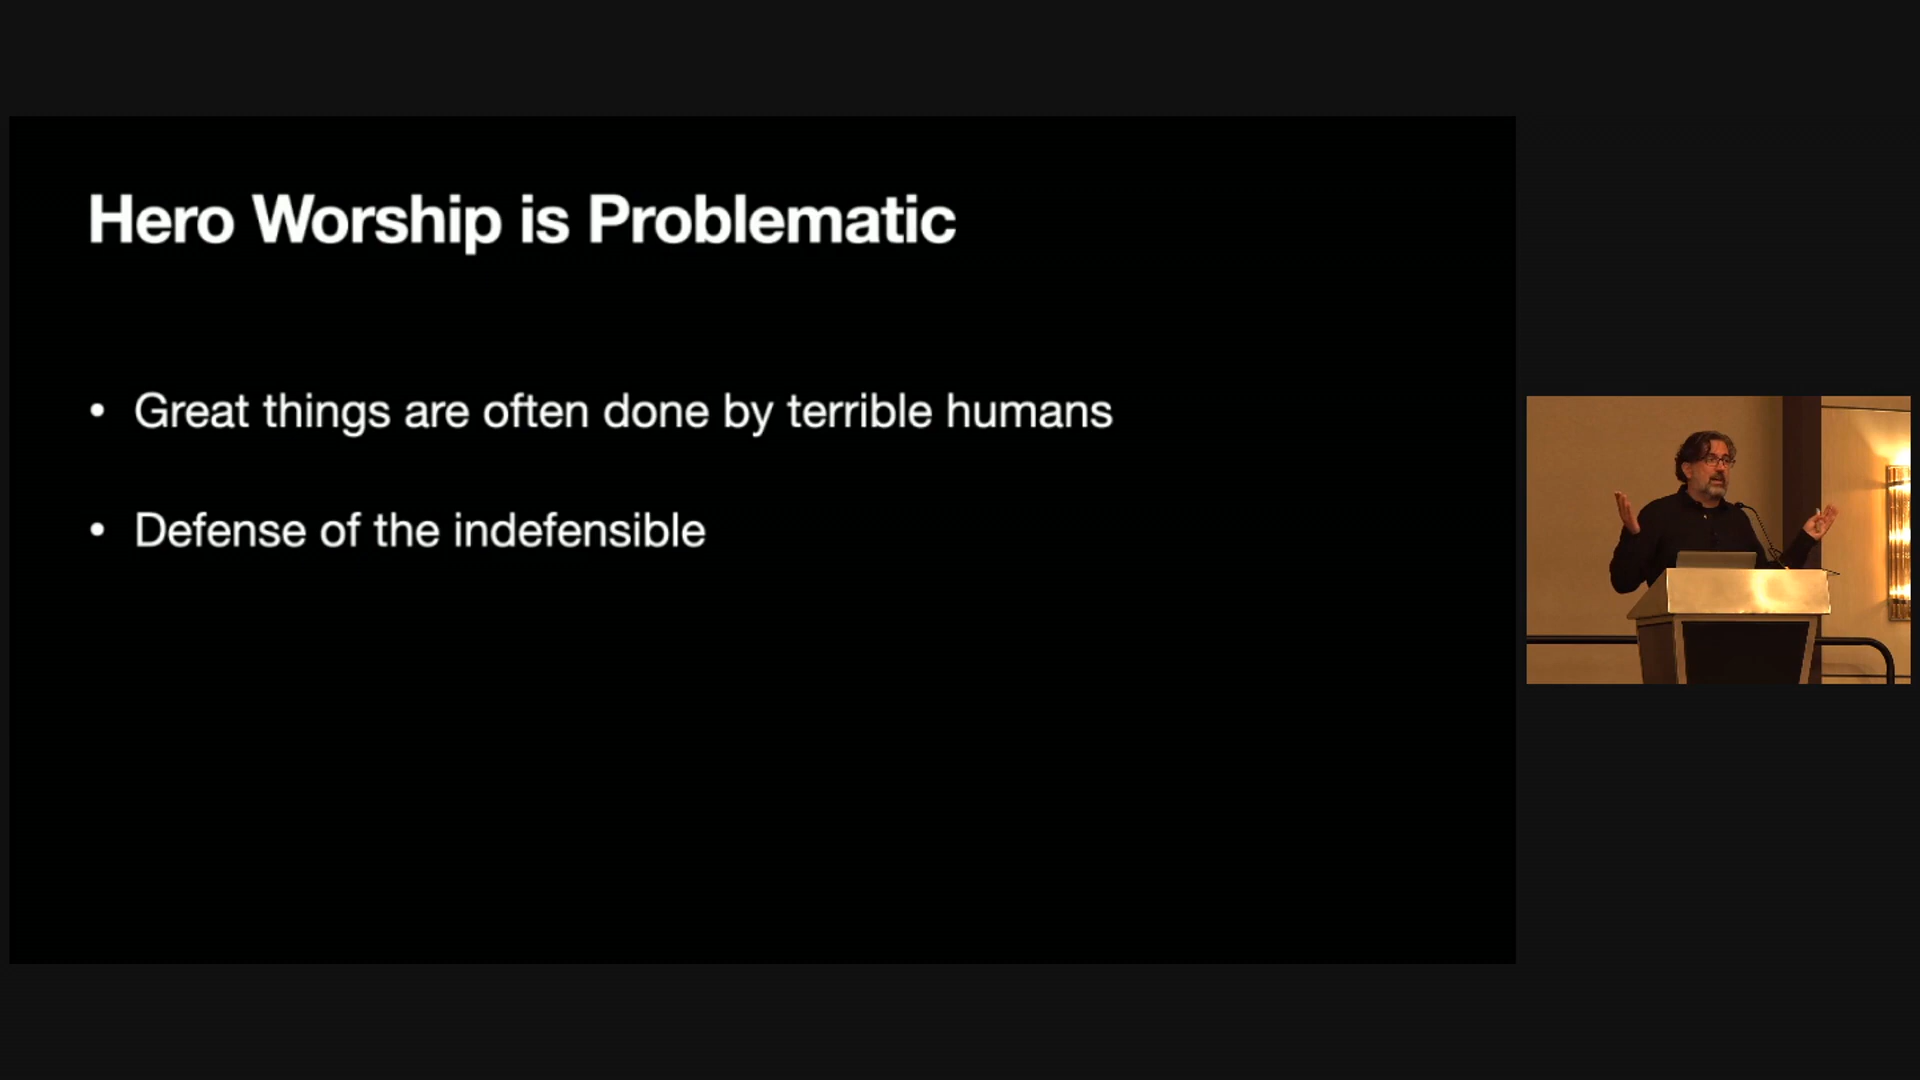 Hero Worship is Problematic
• Great things are often done by terrible humans
• Defense of the indefensible